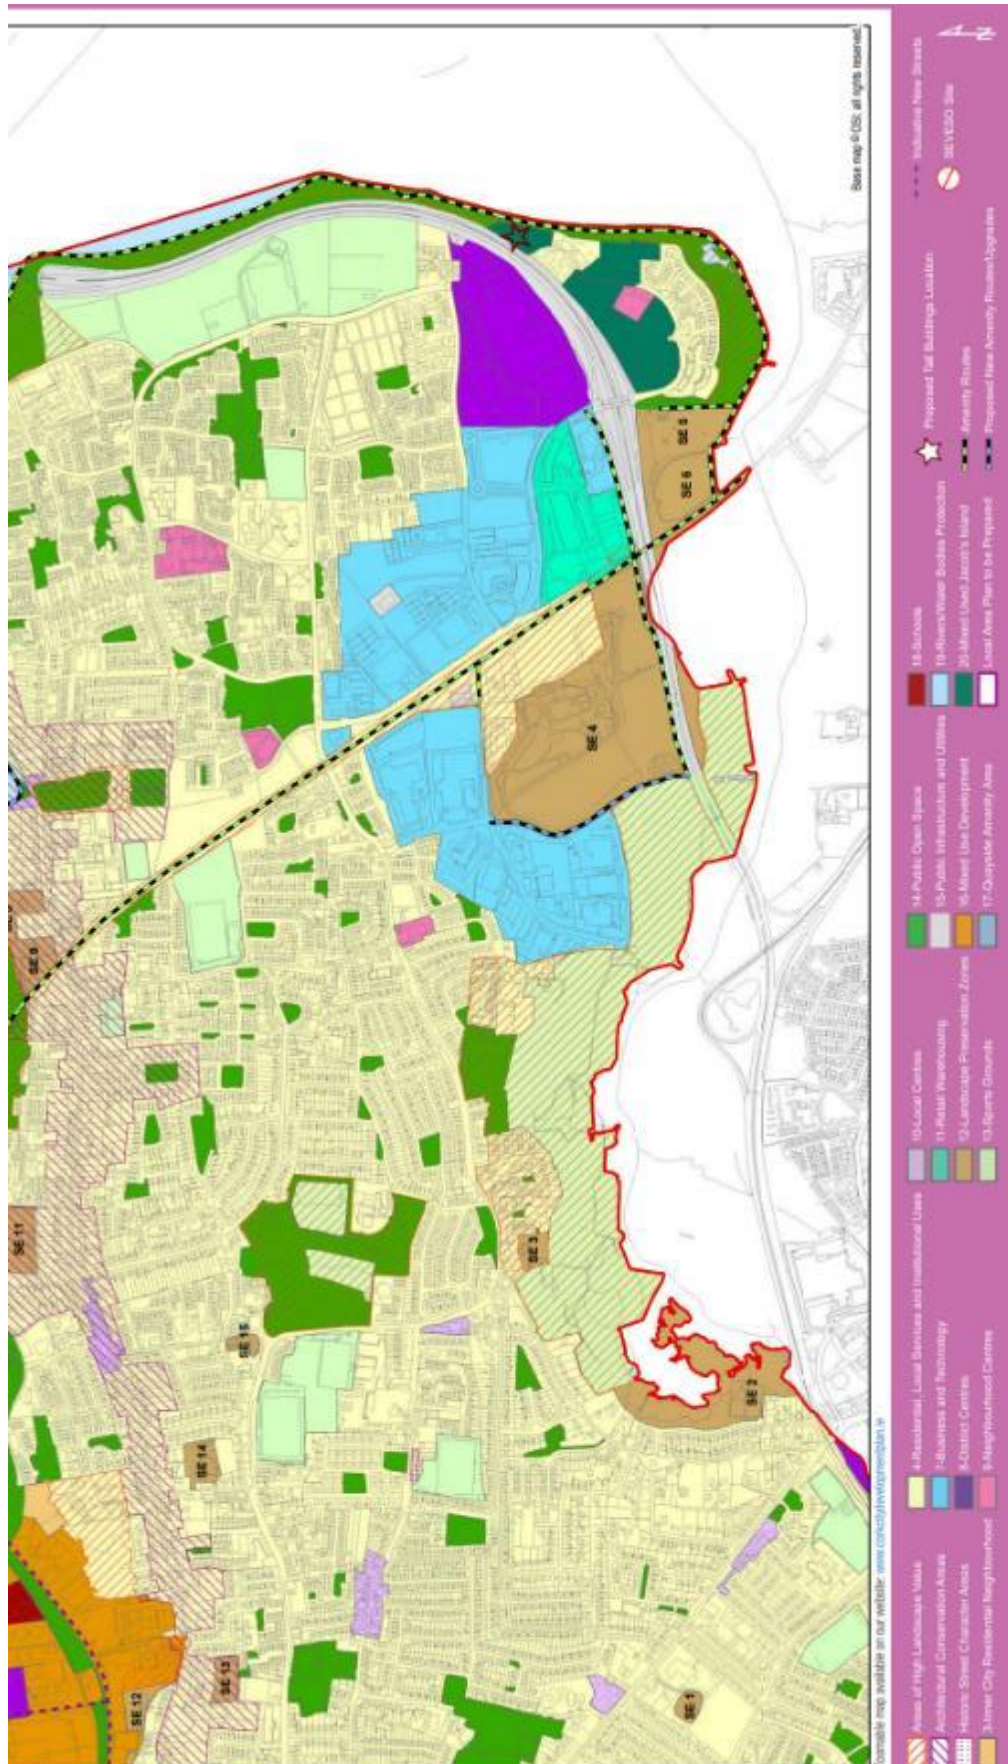 Base map © OSI: all rights reserved.
SE 5
SE 6
SE 4
SE 9
SE 11
SE 3
SE 15
SE 2
SE 14
SE 13
SE 12
SE 1
map available on our website: www.corkcitydevelopmentplan.ie
Areas of High Landscape Value
Architectural Conservation Areas
Historic Street Character Areas
3-Inner City Residential Neighbourhood
4-Residential, Local Services and Institutional Uses
7-Business and Technology
8-District Centres
9-Neighbourhood Centres
10-Local Centres
11-Retail Warehousing
12-Landscape Preservation Zones
13-Sports Grounds
14-Public Open Space
15-Public Infrastructure and Utilities
16-Mixed Use Development
17-Quayside Amenity Area
18-Schools
19-Rivers/Water Bodies Protection
20-Mixed Used Jacob's Island
Local Area Plan to be Prepared
Proposed Tall Buildings Location
Amenity Routes
Proposed New Amenity Routes/Upgrades
Indicative New Streets
SEVESO Site
N